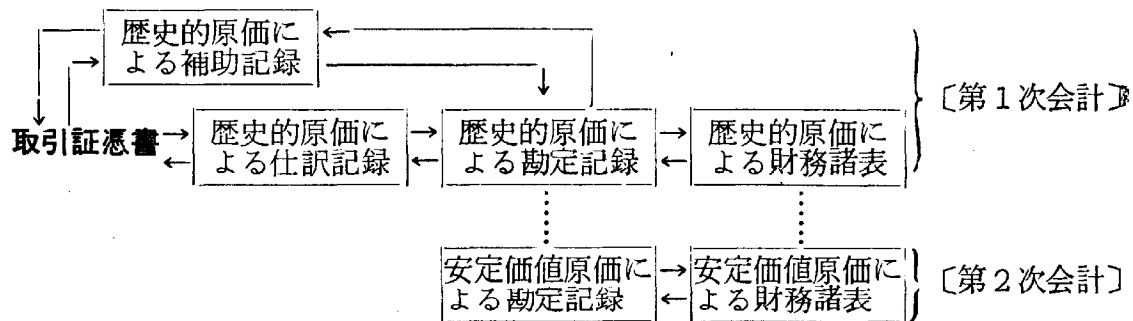 歴史的原価に
よる補助記録
〔第1次会計〕
取引証憑書
歴史的原価に
よる仕訳記録
歴史的原価に
よる勘定記録
歴史的原価に
よる財務諸表
安定価値原価に
よる勘定記録
安定価値原価に
よる財務諸表
〔第2次会計〕